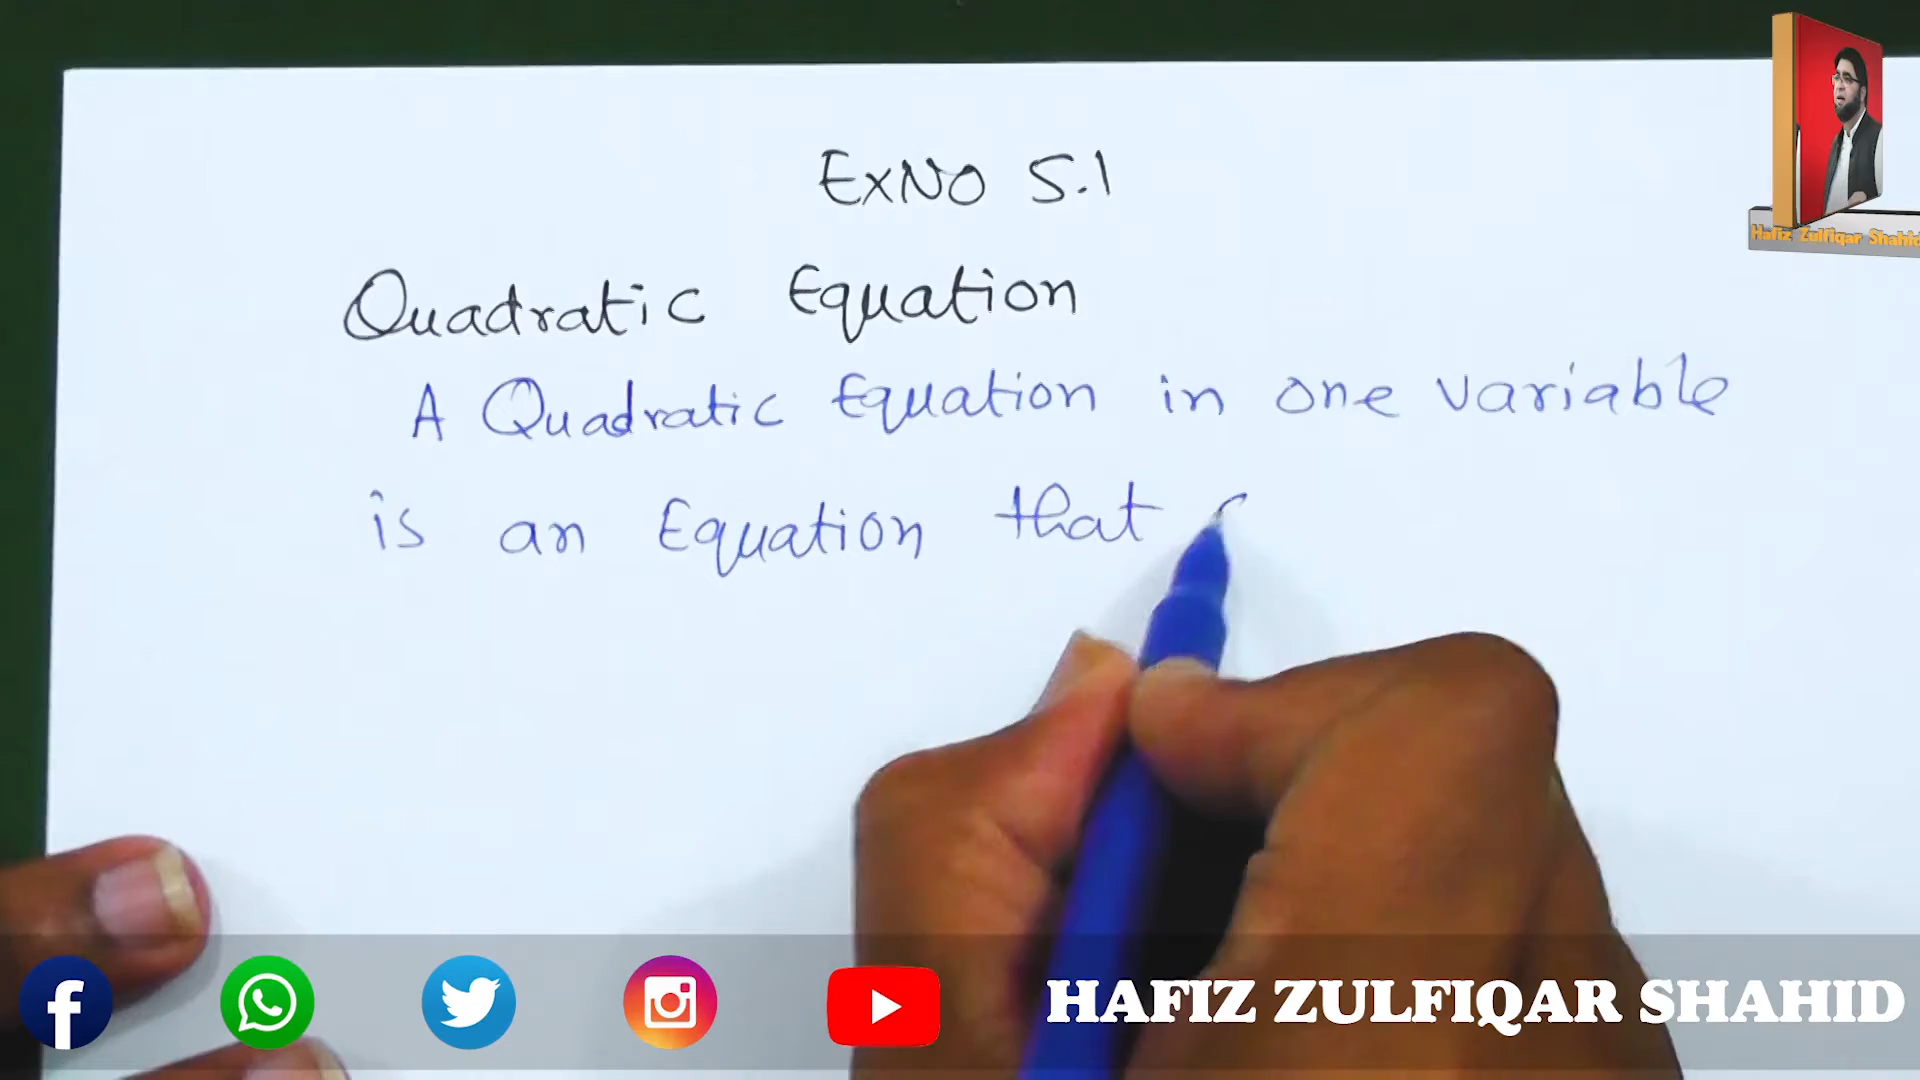 ExNO 5.1
Hafiz Zulfiqar Shahid
Quadratic Equation
A Quadratic Equation in one variable
is an Equation that
HAFIZ ZULFIQAR SHAHID